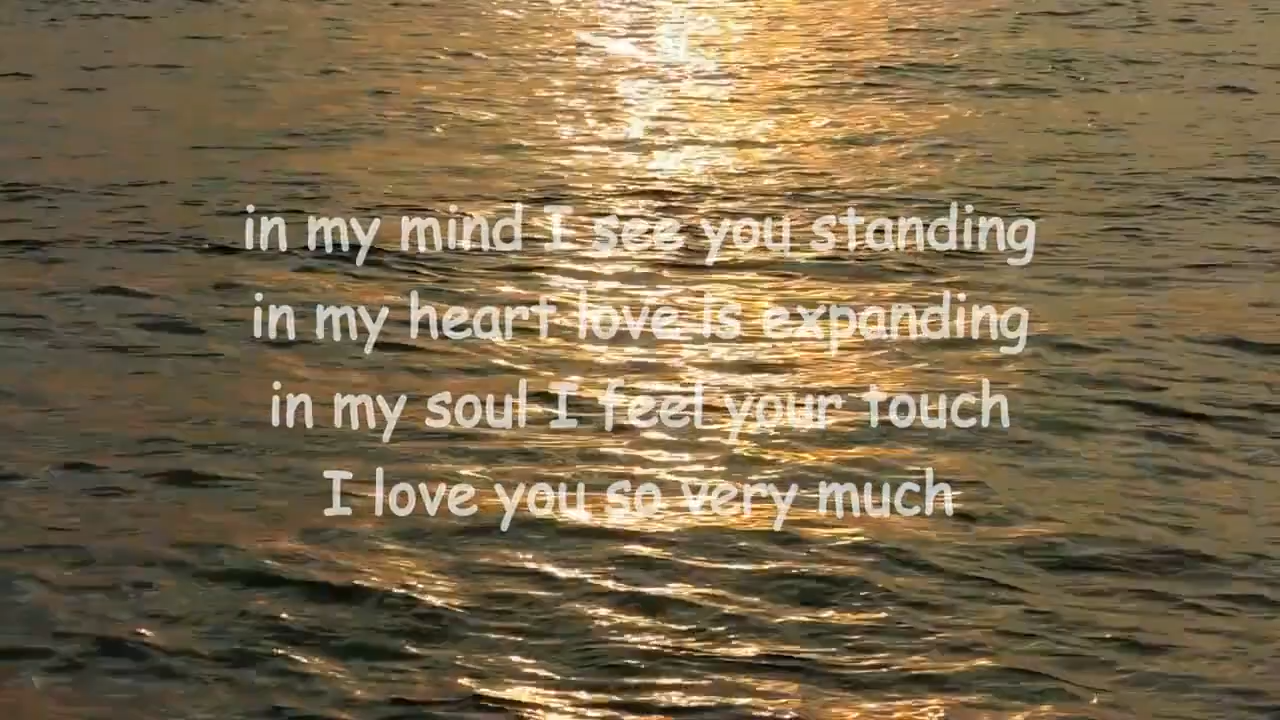 in my mind I see you standing
in my heart love is expanding
in my soul I feel your touch
I love you so very much